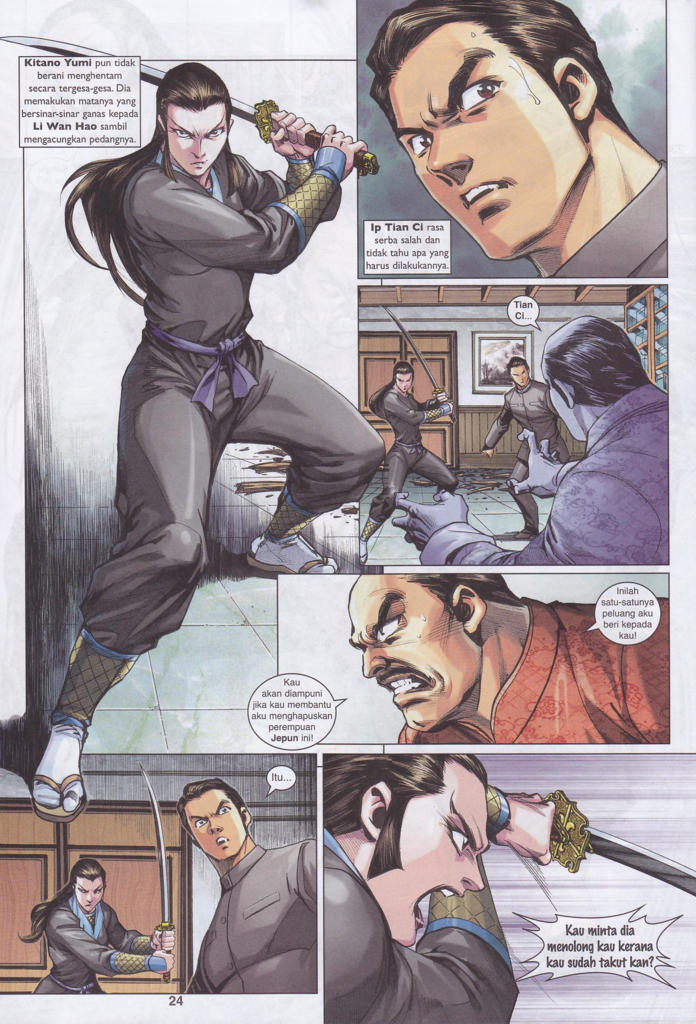 Kitano Yumi pun tidak
berani menghentam
secara tergesa-gesa. Dia
memakukan matanya yang
bersinar-sinar ganas kepada
Li Wan Hao sambil
mengacungkan pedangnya.
Ip Tian Ci rasa
serba salah dan
tidak tahu apa yang
harus dilakukannya.
Tian
Ci...
Inilah
satu-satunya
peluang aku
beri kepada
kau!
Kau
akan diampuni
jika kau membantu
aku menghapuskan
perempuan
Jepun ini!
Itu...
Kau minta dia
menolong kau kerana
kau sudah takut kan?
24